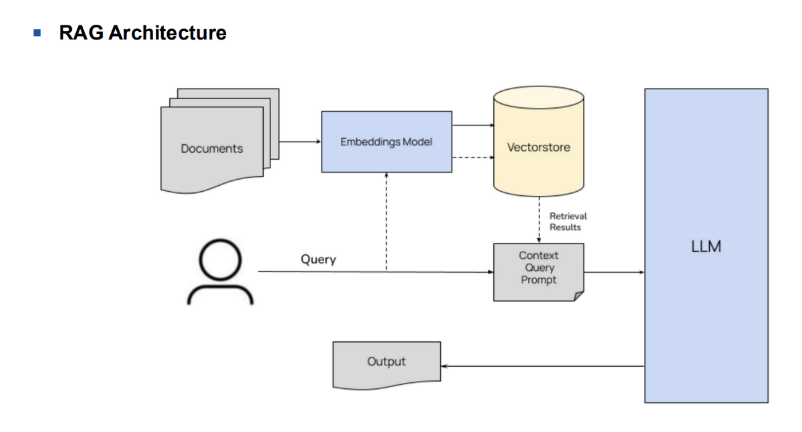 RAG Architecture
Documents
Embeddings Model
Vectorstore
Retrieval
Results
Query
Context
Query
Prompt
LLM
Output